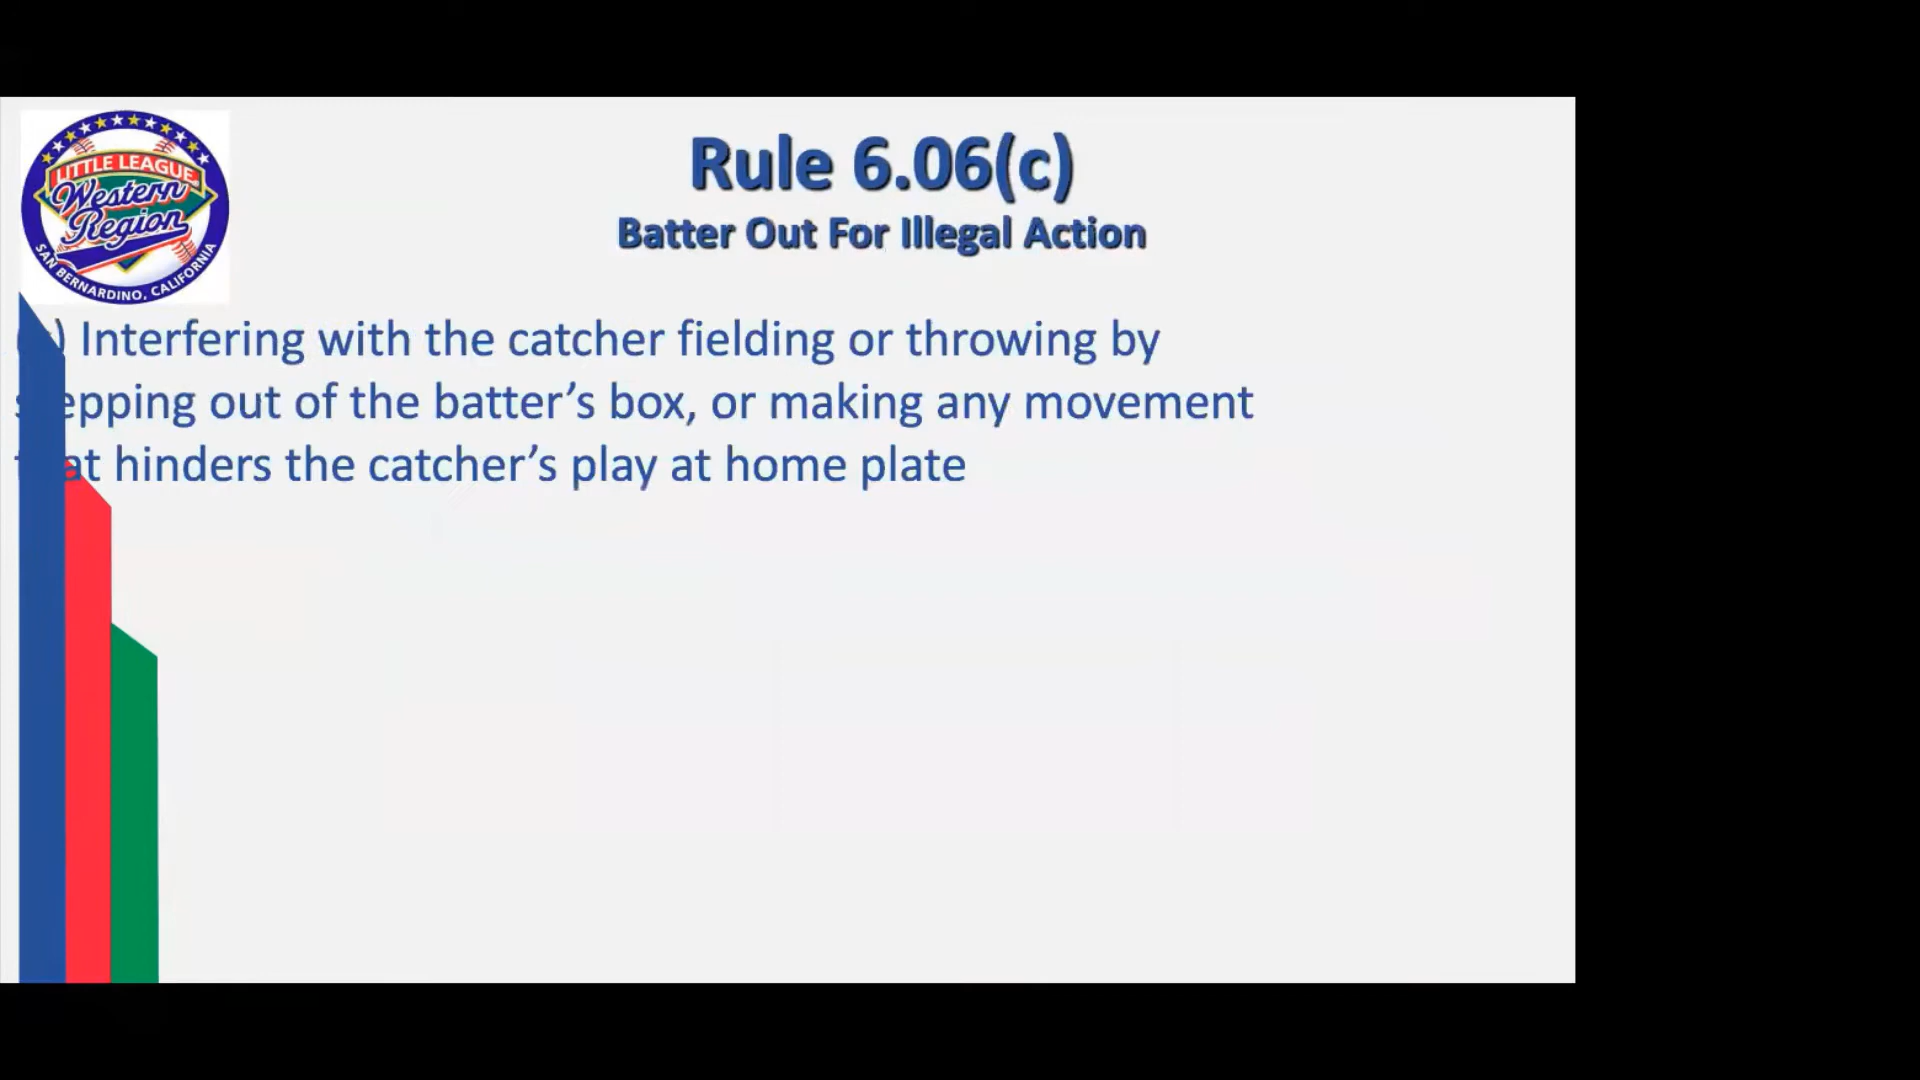 LITTLE LEAGUE
Western
Region
SAN BERNARDINO, CALIFORNIA
Rule 6.06(c)
Batter Out For Illegal Action
Interfering with the catcher fielding or throwing by
out of the batter’s box, or making any movement
hinders the catcher’s play at home plate